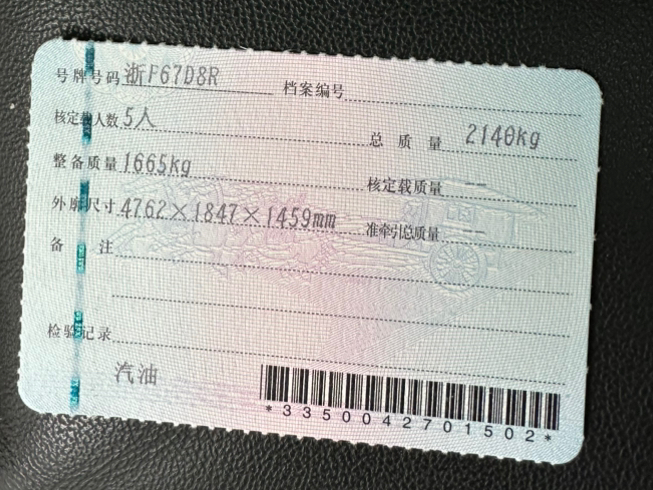 号牌号码 浙P67D8R 档案编号
核定载人数 5人 总质量 2140kg
整备质量 1665kg 核定载质量 --
外廓尺寸 4762×1847×1459mm 准牵引总质量 --
备注
检验记录
汽油
*3350042701502*